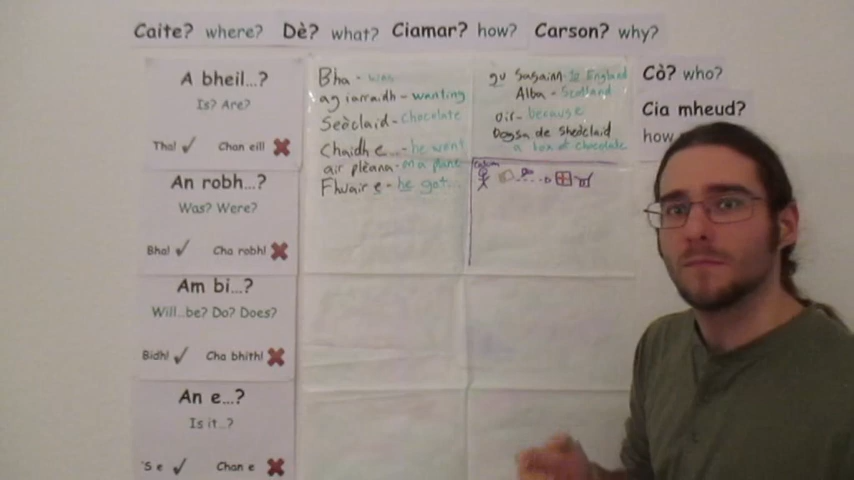 Caite? where? Dè? what? Ciamar? how? Carson? why?
A bheil...?
Is? Are?
Tha! Chan eil!
An robh...?
Was? Were?
Bha! Cha robh!
Am bi...?
Will...be? Do? Does?
Bidh! Cha bhith!
An e...?
Is it...?
'S e Chan e
Bha - was
ag iarraidh - wanting
Seòclaid - chocolate
Chaidh e... - he went
air plèana - on a plane
Fhuair e - he got...
gu Sasainn - to England
Alba - Scotland
oir - because
Bogsa de Sheòclaid
a box of chocolate
Calum
Cò? who?
Cia mheud?
how